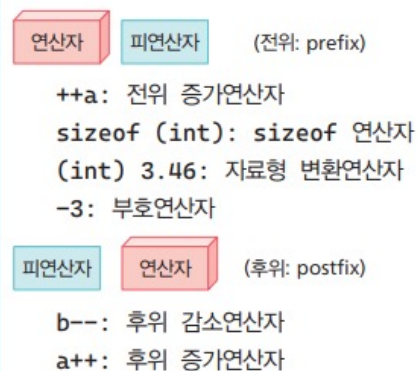 연산자 피연산자 (전위: prefix)
++a: 전위 증가연산자
sizeof (int): sizeof 연산자
(int) 3.46: 자료형 변환연산자
-3: 부호연산자
피연산자 연산자 (후위: postfix)
b--: 후위 감소연산자
a++: 후위 증가연산자